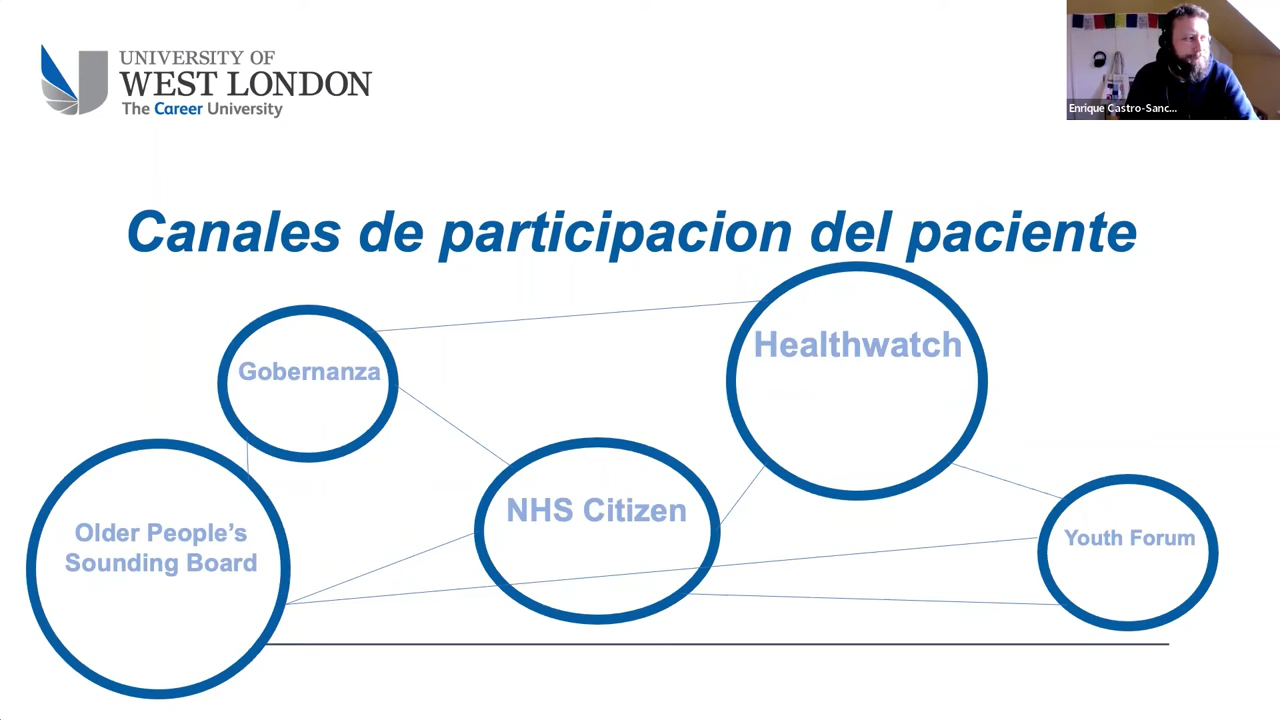 UNIVERSITY OF
WEST LONDON
The Career University
Enrique Castro-Sanc...
Canales de participacion del paciente
Gobernanza
Healthwatch
NHS Citizen
Older People’s
Sounding Board
Youth Forum